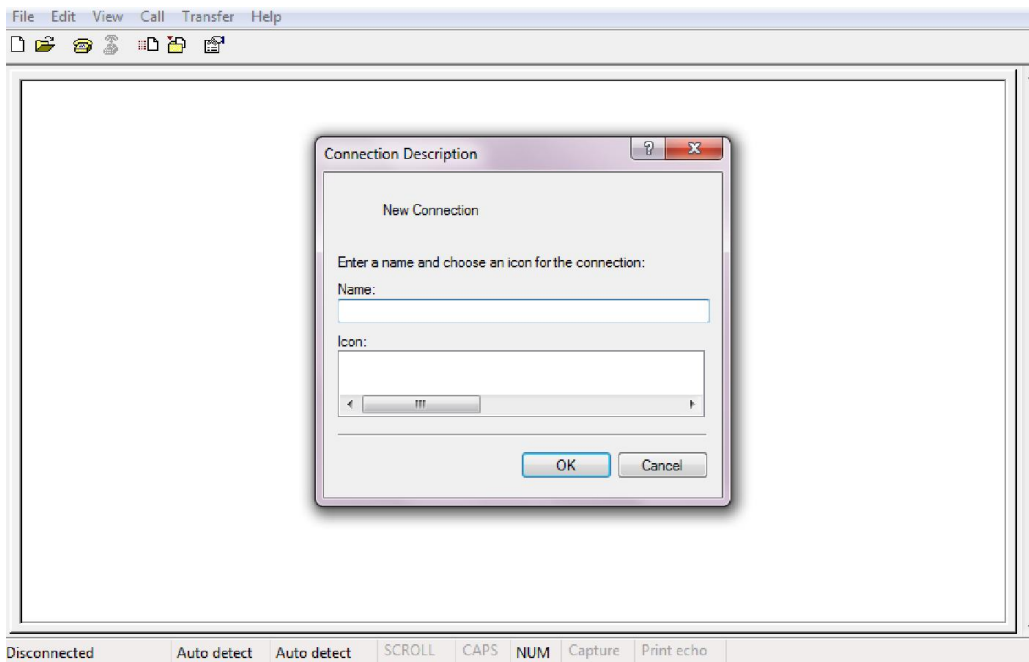 File Edit View Call Transfer Help
Connection Description
New Connection
Enter a name and choose an icon for the connection:
Name:
Icon:
OK Cancel
Disconnected Auto detect Auto detect SCROLL CAPS NUM Capture Print echo